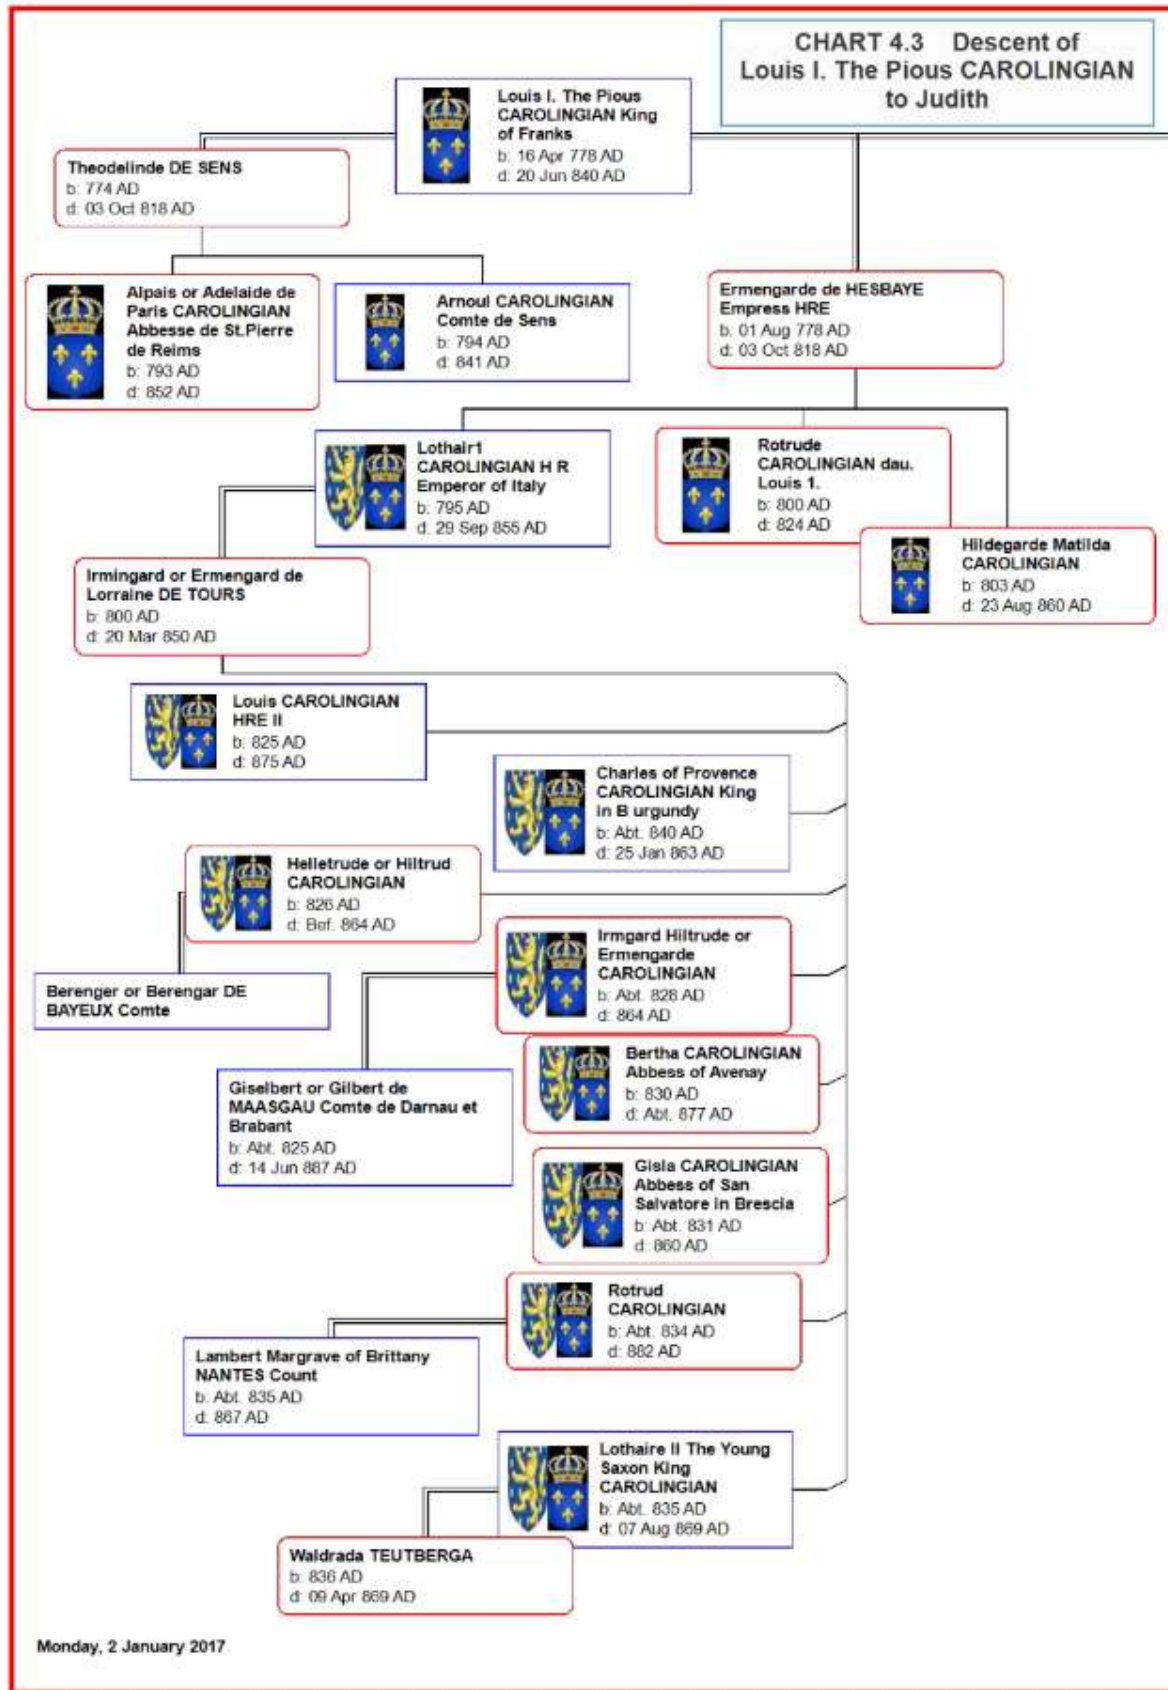 CHART 4.3 Descent of
Louis I. The Pious CAROLINGIAN
to Judith
Louis I. The Pious
CAROLINGIAN King
of Franks
b: 16 Apr 778 AD
d: 20 Jun 840 AD
Theodelinde DE SENS
b: 774 AD
d: 03 Oct 818 AD
Alpais or Adelaide de
Paris CAROLINGIAN
Abbesse de St.Pierre
de Reims
b: 793 AD
d: 852 AD
Arnoul CAROLINGIAN
Comte de Sens
b: 794 AD
d: 841 AD
Ermengarde de HESBAYE
Empress HRE
b: 01 Aug 778 AD
d: 03 Oct 818 AD
Lothair1
CAROLINGIAN H R
Emperor of Italy
b: 795 AD
d: 29 Sep 855 AD
Rotrude
CAROLINGIAN dau.
Louis 1.
b: 800 AD
d: 824 AD
Hildegarde Matilda
CAROLINGIAN
b: 803 AD
d: 23 Aug 860 AD
Irmingard or Ermengard de
Lorraine DE TOURS
b: 800 AD
d: 20 Mar 850 AD
Louis CAROLINGIAN
HRE II
b: 825 AD
d: 875 AD
Charles of Provence
CAROLINGIAN King
in B urgundy
b: Abt. 840 AD
d: 25 Jan 863 AD
Helletrude or Hiltrud
CAROLINGIAN
b: 826 AD
d: Bef. 864 AD
Berenger or Berengar DE
BAYEUX Comte
Irmgard Hiltrude or
Ermengarde
CAROLINGIAN
b: Abt. 828 AD
d: 864 AD
Giselbert or Gilbert de
MAASGAU Comte de Darnau et
Brabant
b: Abt. 825 AD
d: 14 Jun 887 AD
Bertha CAROLINGIAN
Abbess of Avenay
b: 830 AD
d: Abt. 877 AD
Gisla CAROLINGIAN
Abbess of San
Salvatore in Brescia
b: Abt. 831 AD
d: 860 AD
Rotrud
CAROLINGIAN
b: Abt. 834 AD
d: 882 AD
Lambert Margrave of Brittany
NANTES Count
b: Abt. 835 AD
d: 867 AD
Lothaire II The Young
Saxon King
CAROLINGIAN
b: Abt. 835 AD
d: 07 Aug 869 AD
Waldrada TEUTBERGA
b: 836 AD
d: 09 Apr 869 AD
Monday, 2 January 2017